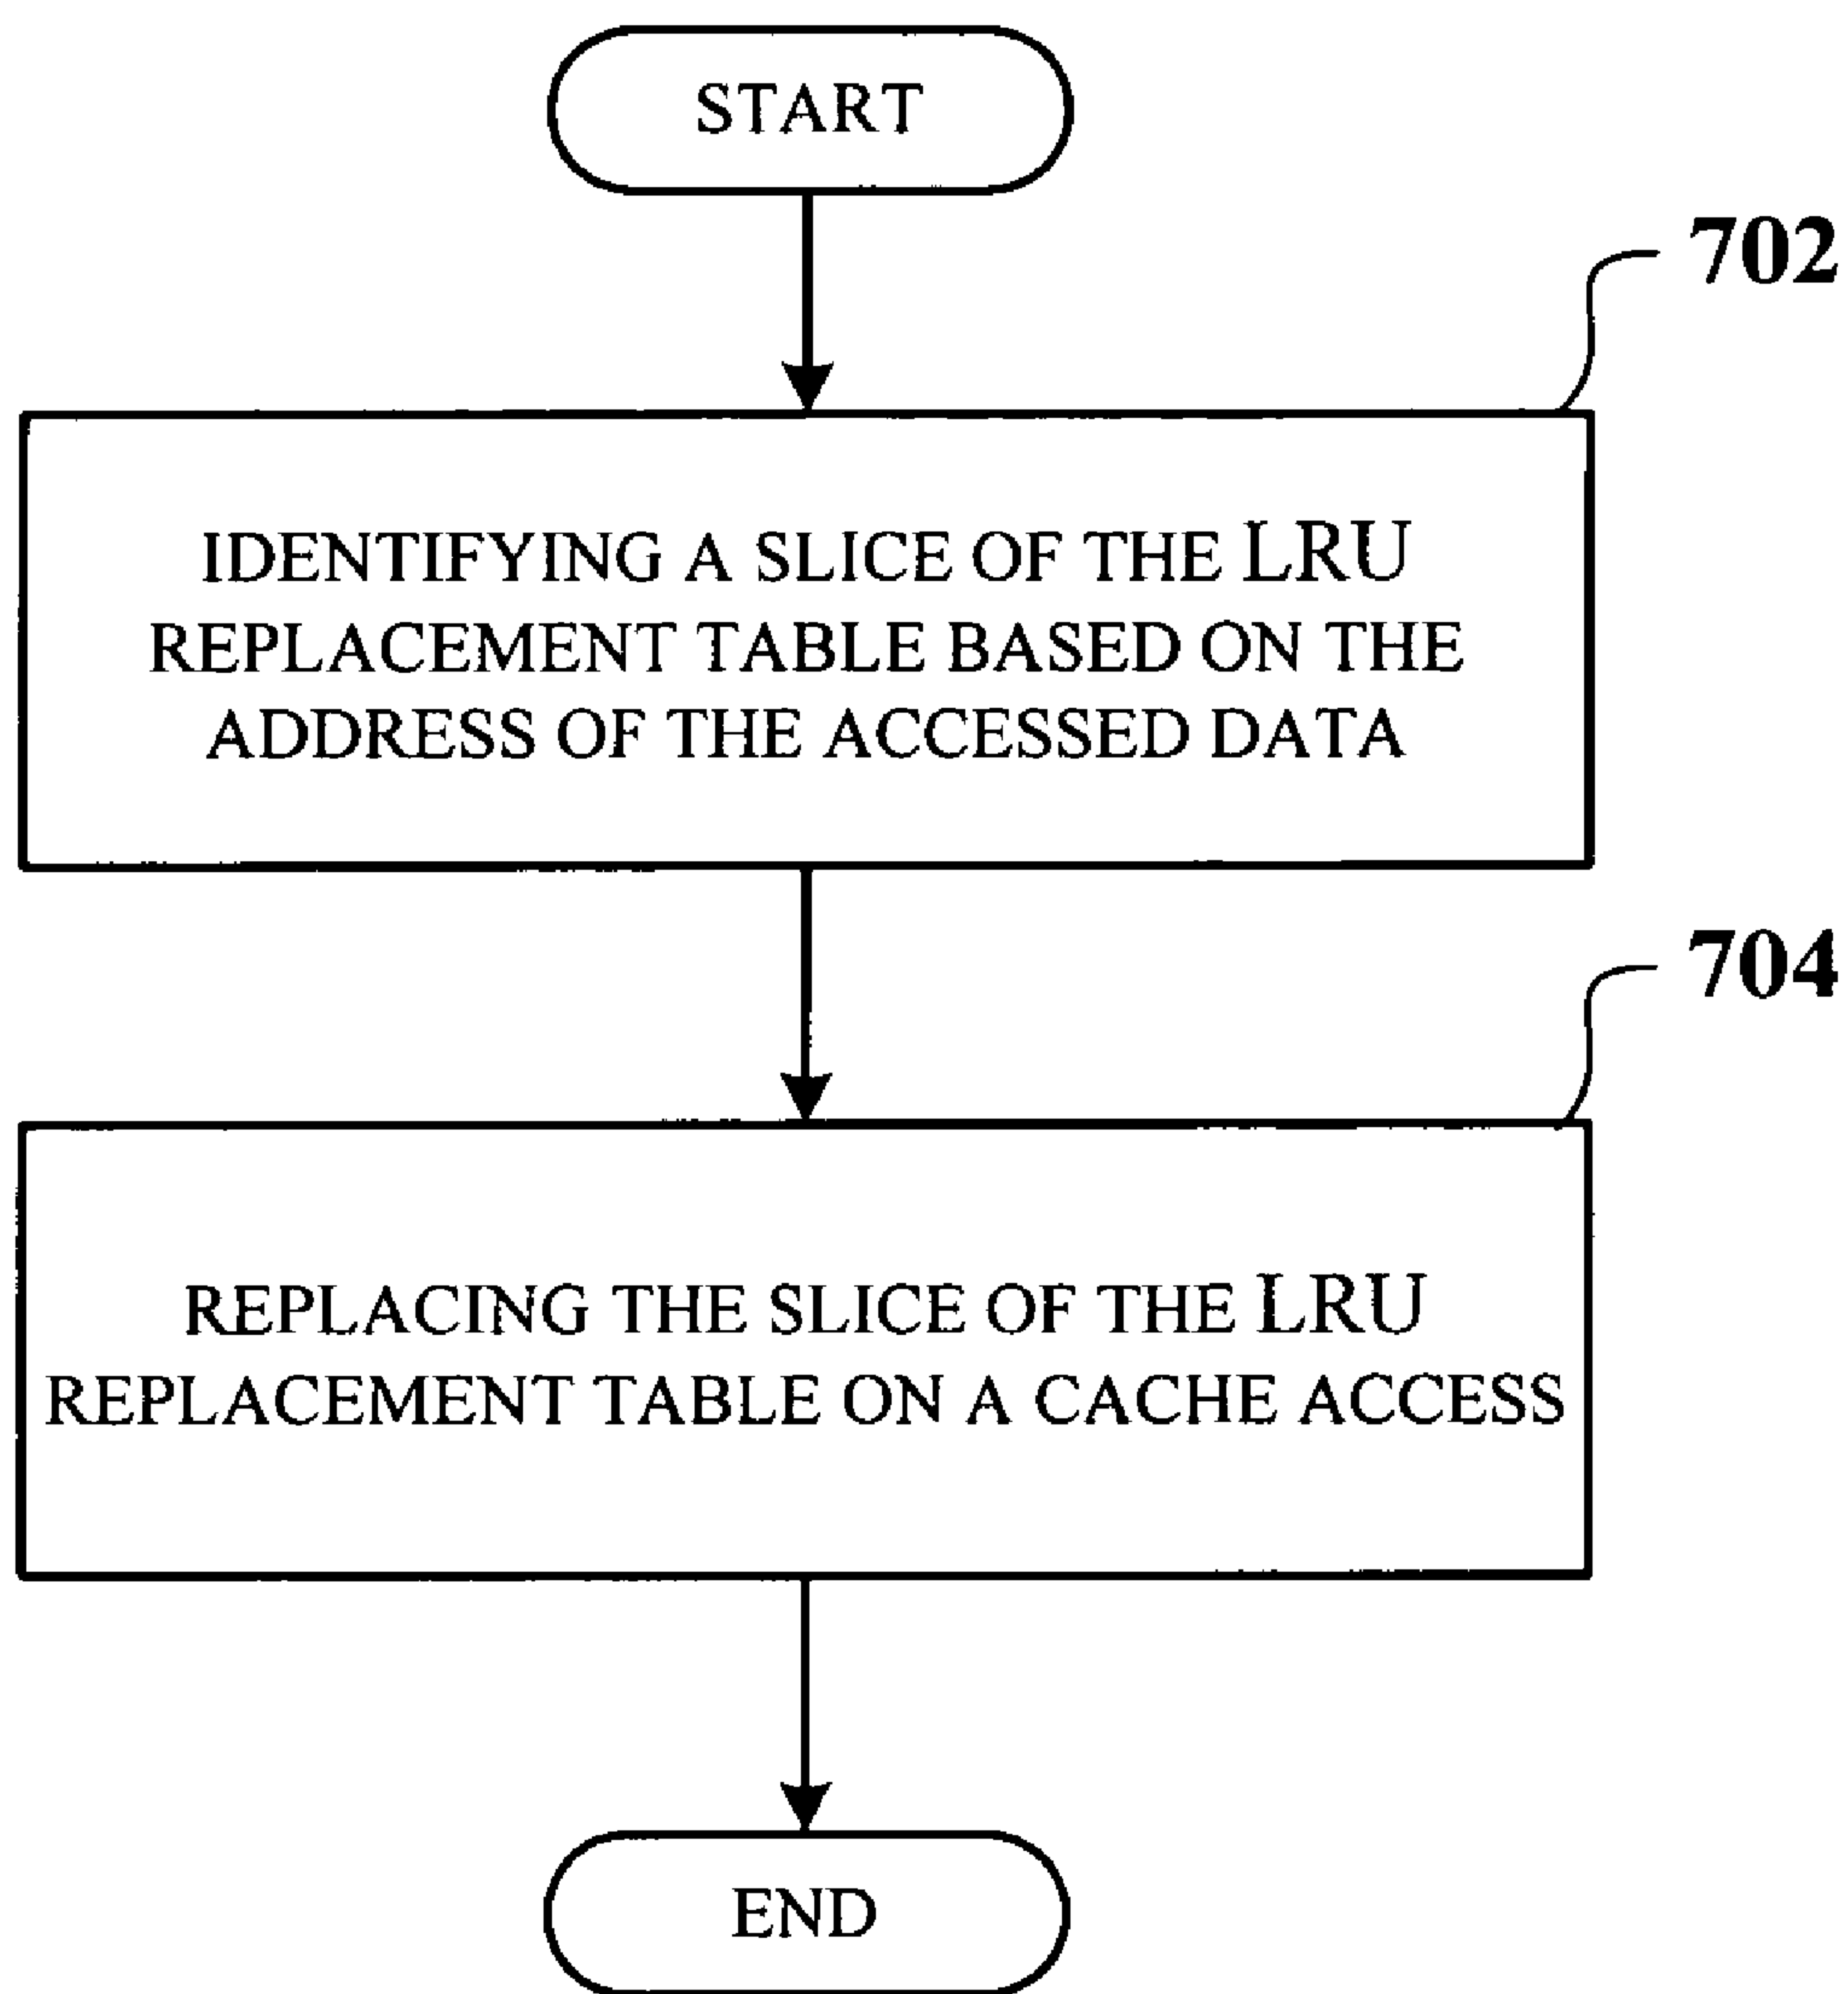 START
702
IDENTIFYING A SLICE OF THE LRU
REPLACEMENT TABLE BASED ON THE
ADDRESS OF THE ACCESSED DATA
704
REPLACING THE SLICE OF THE LRU
REPLACEMENT TABLE ON A CACHE ACCESS
END